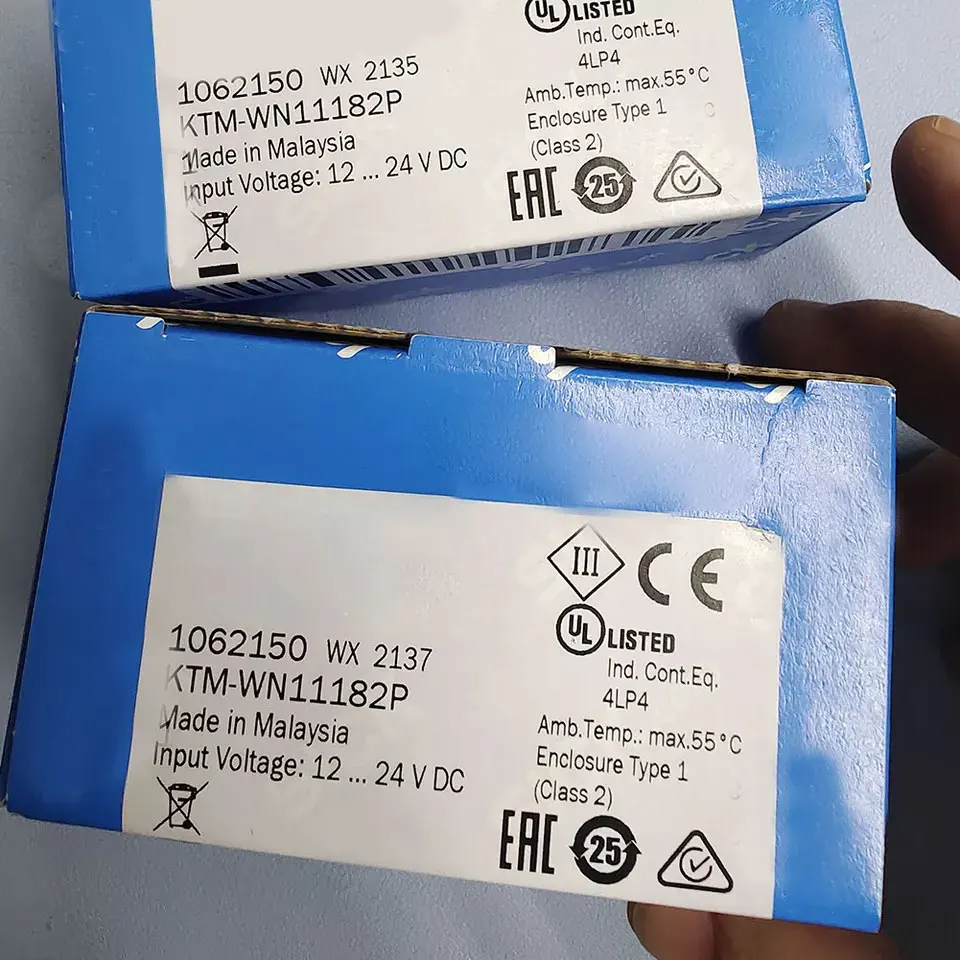 UL LISTED
Ind. Cont.Eq.
4LP4
1062150 WX 2135
KTM-WN11182P
Made in Malaysia
Input Voltage: 12 ... 24 V DC
Amb.Temp.: max.55°C
Enclosure Type 1
(Class 2)
EAC 25
III CE
UL LISTED
Ind. Cont.Eq.
4LP4
1062150 WX 2137
KTM-WN11182P
Made in Malaysia
Input Voltage: 12 ... 24 V DC
Amb.Temp.: max.55°C
Enclosure Type 1
(Class 2)
EAC 25